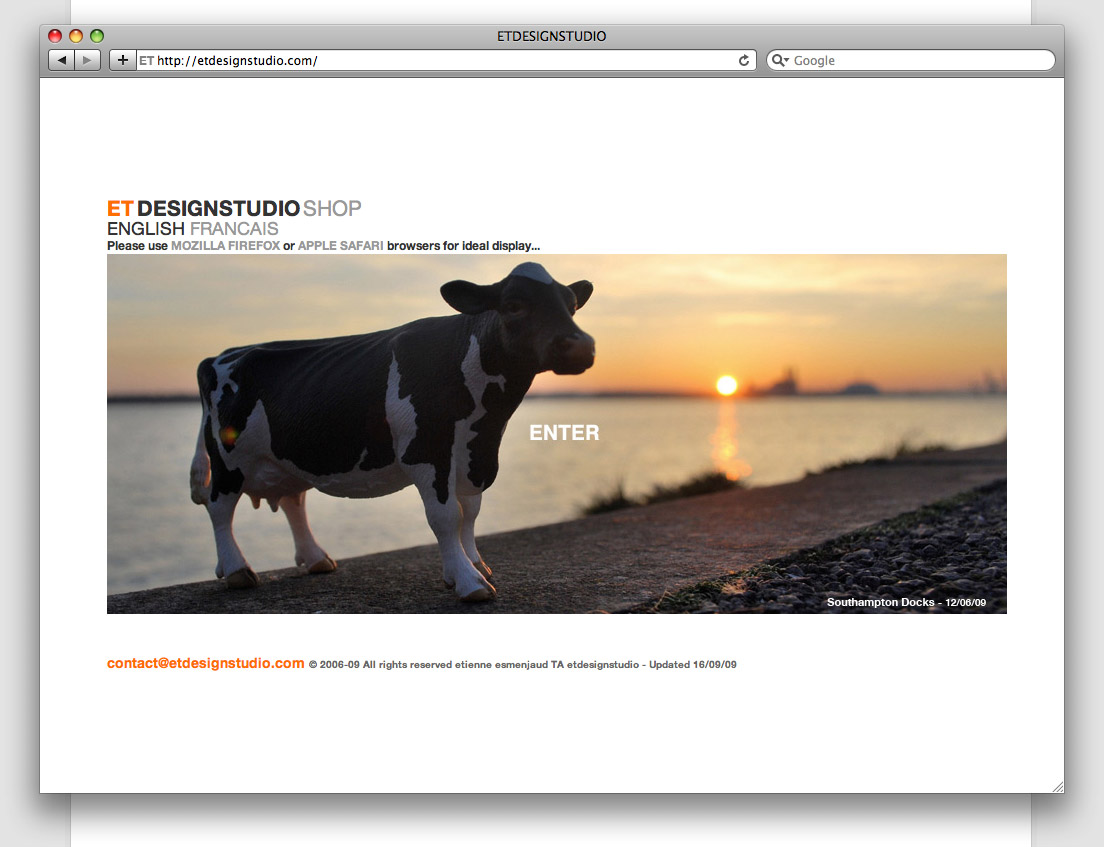 ETDESIGNSTUDIO
ET http://etdesignstudio.com/
Google
ET DESIGNSTUDIO SHOP
ENGLISH FRANCAIS
Please use MOZILLA FIREFOX or APPLE SAFARI browsers for ideal display...
ENTER
Southampton Docks - 12/06/09
contact@etdesignstudio.com © 2006-09 All rights reserved etienne esmenjaud TA etdesignstudio - Updated 16/09/09